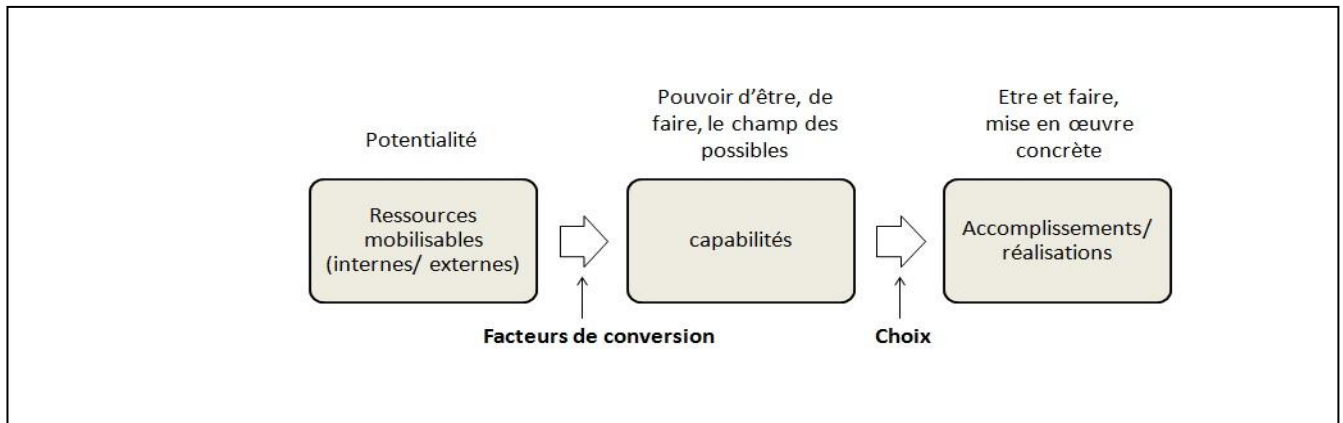 Potentialité
Pouvoir d'être, de
faire, le champ des
possibles
Etre et faire,
mise en œuvre
concrète
Ressources
mobilisables
(internes/ externes)
capabilités
Accomplissements/
réalisations
Facteurs de conversion
Choix